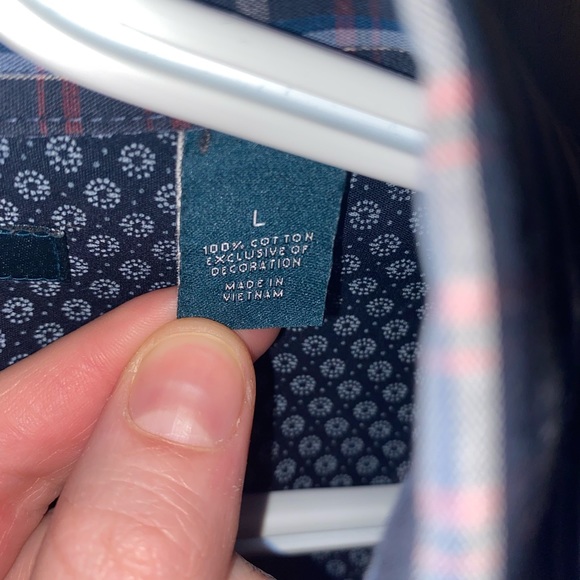 L
100% COTTON
EXCLUSIVE OF
DECORATION
MADE IN
VIETNAM